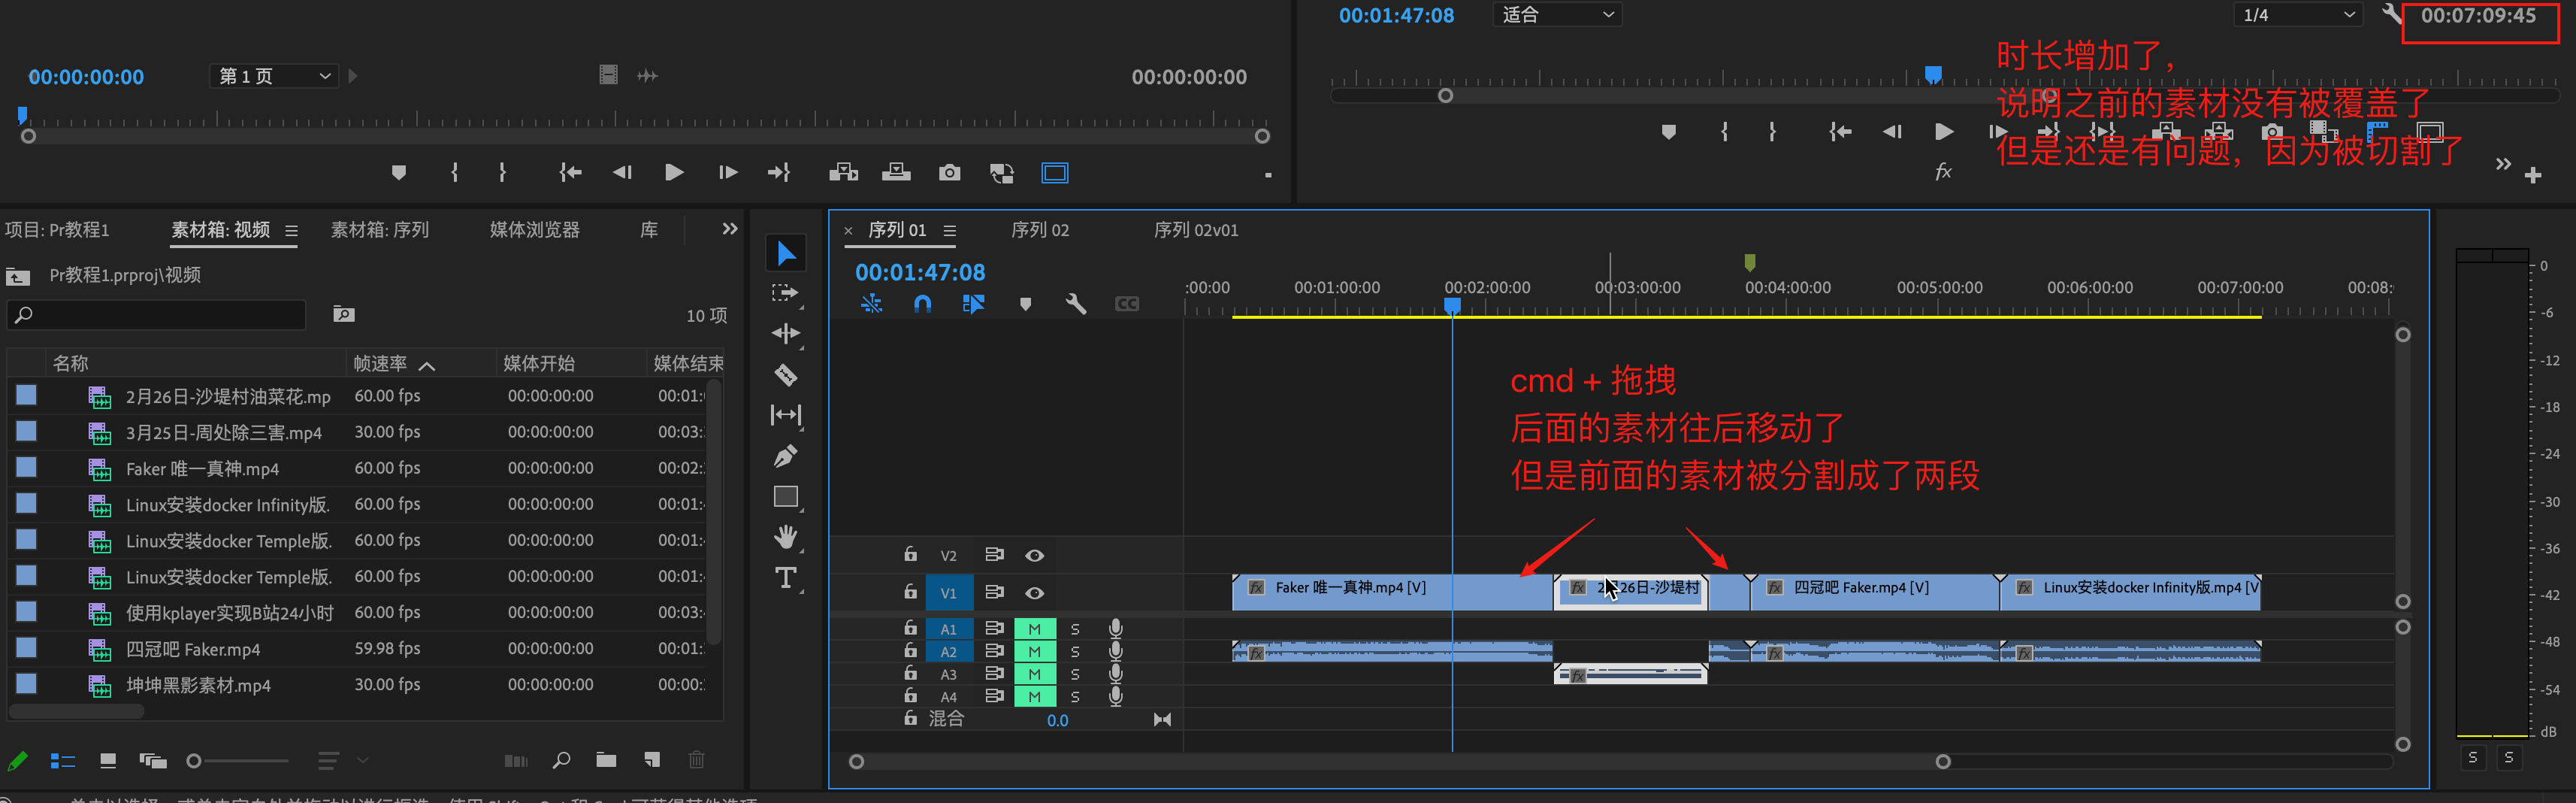 00:01:47:08
适合
1/4
00:07:09:45
时长增加了，
说明之前的素材没有被覆盖了
但是还是有问题，因为被切割了
00:00:00:00
第 1 页
00:00:00:00
fx
项目: Pr教程1
素材箱: 视频
素材箱: 序列
媒体浏览器
库
Pr教程1.prproj\视频
10 项
名称
帧速率
媒体开始
媒体结束
2月26日-沙堤村油菜花.mp
60.00 fps
00:00:00:00
00:01:
3月25日-周处除三害.mp4
30.00 fps
00:00:00:00
00:03:
Faker 唯一真神.mp4
60.00 fps
00:00:00:00
00:02:
Linux安装docker Infinity版.
60.00 fps
00:00:00:00
00:01:
Linux安装docker Temple版.
60.00 fps
00:00:00:00
00:01:
Linux安装docker Temple版.
60.00 fps
00:00:00:00
00:01:
使用kplayer实现B站24小时
60.00 fps
00:00:00:00
00:03:
四冠吧 Faker.mp4
59.98 fps
00:00:00:00
00:01:
坤坤黑影素材.mp4
30.00 fps
00:00:00:00
00:00:
序列 01
序列 02
序列 02v01
00:01:47:08
CC
:00:00
00:01:00:00
00:02:00:00
00:03:00:00
00:04:00:00
00:05:00:00
00:06:00:00
00:07:00:00
00:08:
cmd + 拖拽
后面的素材往后移动了
但是前面的素材被分割成了两段
V2
V1
fx Faker 唯一真神.mp4 [V]
fx 26日-沙堤村
fx 四冠吧 Faker.mp4 [V]
fx Linux安装docker Infinity版.mp4 [V
A1 M S
A2 M S
fx
fx
fx
A3 M S
fx
A4 M S
混合
0.0
0
-6
-12
-18
-24
-30
-36
-42
-48
-54
dB
S
S